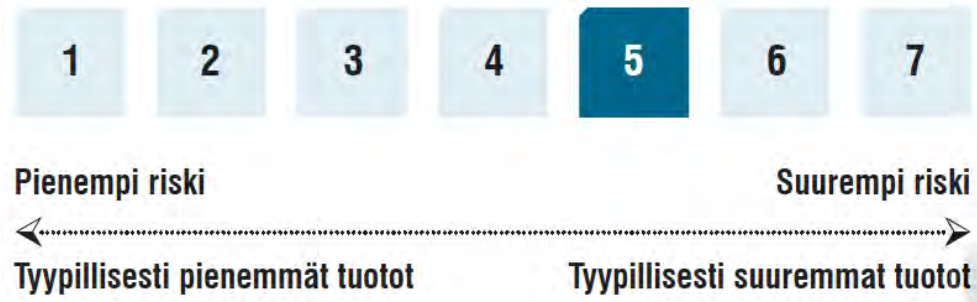 1 2 3 4 5 6 7
Pienempi riski Suurempi riski
Tyypillisesti pienemmät tuotot Tyypillisesti suuremmat tuotot